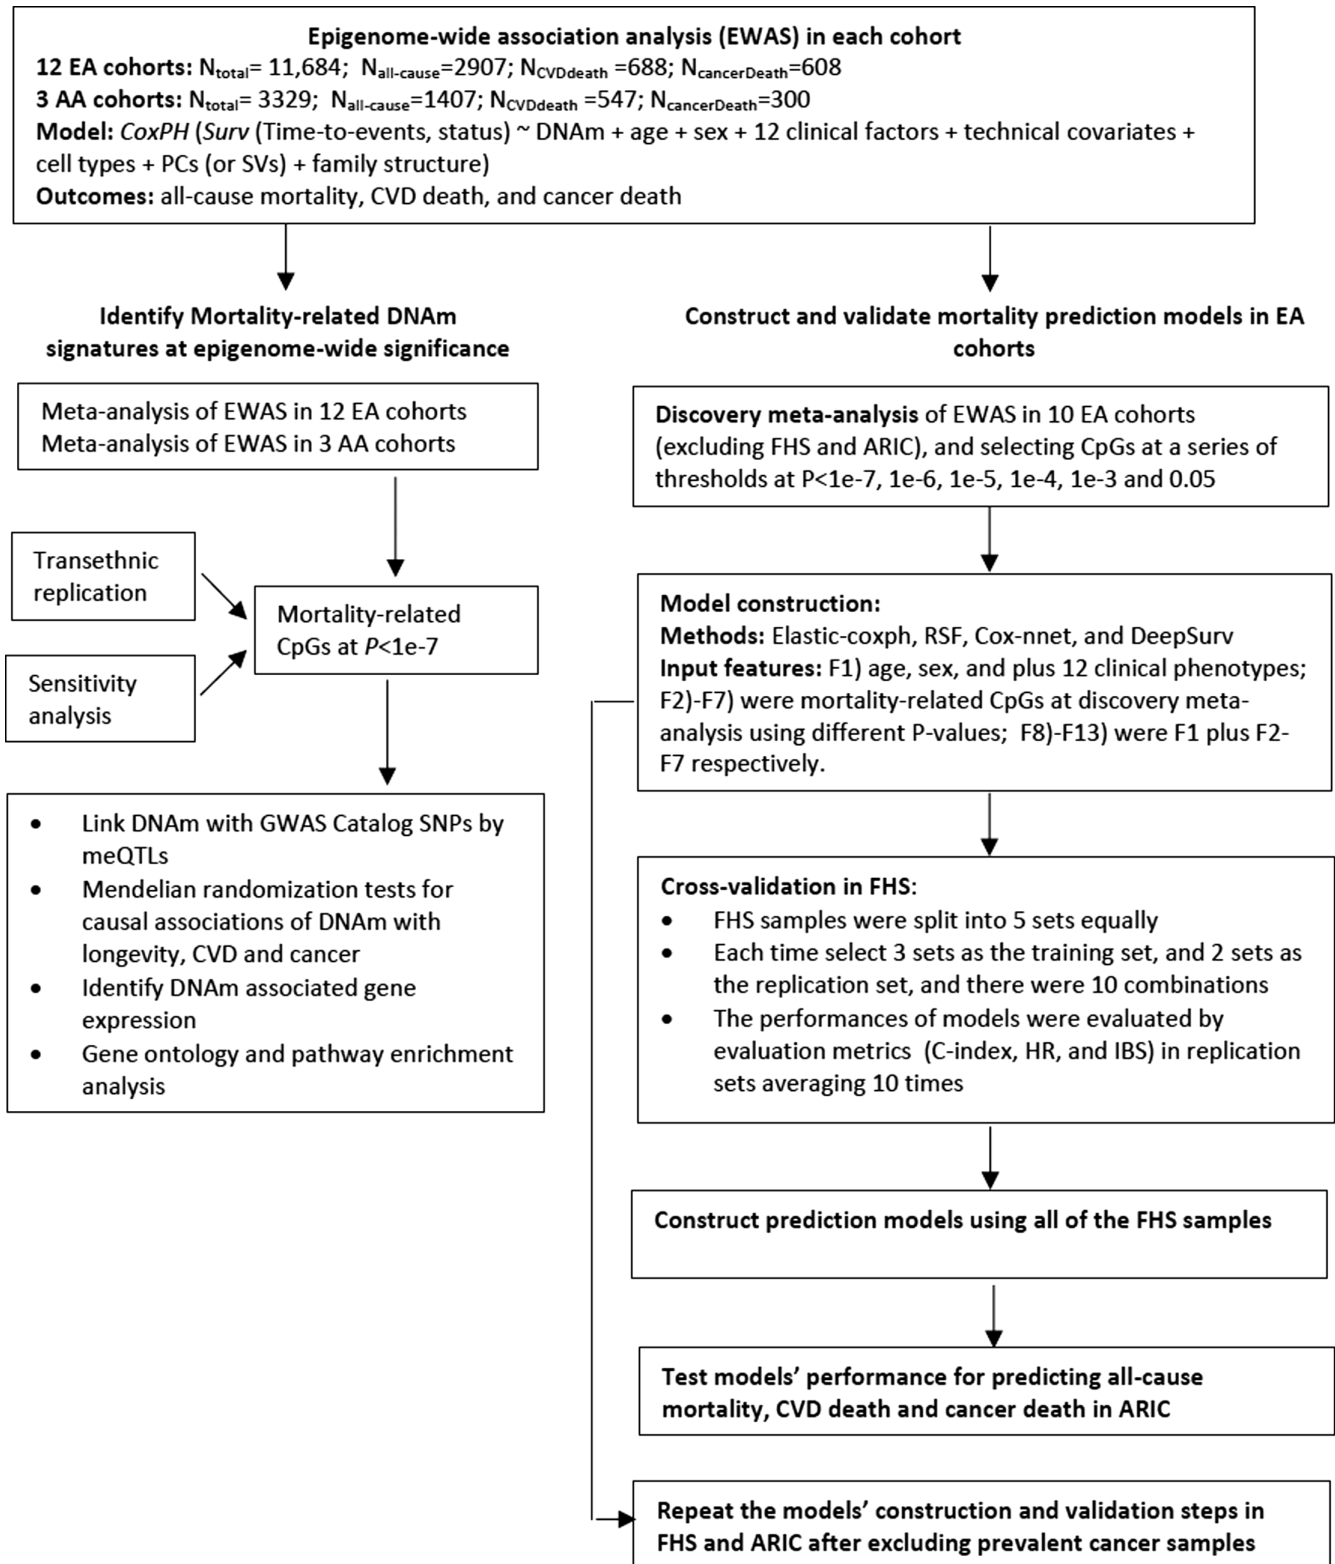 Epigenome-wide association analysis (EWAS) in each cohort
12 EA cohorts: Ntotal= 11,684; Nall-cause=2907; NCVDdeath =688; NcancerDeath=608
3 AA cohorts: Ntotal= 3329; Nall-cause=1407; NCVDdeath =547; NcancerDeath=300
Model: CoxPH (Surv (Time-to-events, status) ~ DNAm + age + sex + 12 clinical factors + technical covariates +
cell types + PCs (or SVs) + family structure)
Outcomes: all-cause mortality, CVD death, and cancer death
Identify Mortality-related DNAm
signatures at epigenome-wide significance
Meta-analysis of EWAS in 12 EA cohorts
Meta-analysis of EWAS in 3 AA cohorts
Transethnic
replication
Sensitivity
analysis
Mortality-related
CpGs at P<1e-7
• Link DNAm with GWAS Catalog SNPs by
meQTLs
• Mendelian randomization tests for
causal associations of DNAm with
longevity, CVD and cancer
• Identify DNAm associated gene
expression
• Gene ontology and pathway enrichment
analysis
Construct and validate mortality prediction models in EA
cohorts
Discovery meta-analysis of EWAS in 10 EA cohorts
(excluding FHS and ARIC), and selecting CpGs at a series of
thresholds at P<1e-7, 1e-6, 1e-5, 1e-4, 1e-3 and 0.05
Model construction:
Methods: Elastic-coxph, RSF, Cox-nnet, and DeepSurv
Input features: F1) age, sex, and plus 12 clinical phenotypes;
F2)-F7) were mortality-related CpGs at discovery meta-
analysis using different P-values; F8)-F13) were F1 plus F2-
F7 respectively.
Cross-validation in FHS:
• FHS samples were split into 5 sets equally
• Each time select 3 sets as the training set, and 2 sets as
the replication set, and there were 10 combinations
• The performances of models were evaluated by
evaluation metrics (C-index, HR, and IBS) in replication
sets averaging 10 times
Construct prediction models using all of the FHS samples
Test models’ performance for predicting all-cause
mortality, CVD death and cancer death in ARIC
Repeat the models’ construction and validation steps in
FHS and ARIC after excluding prevalent cancer samples